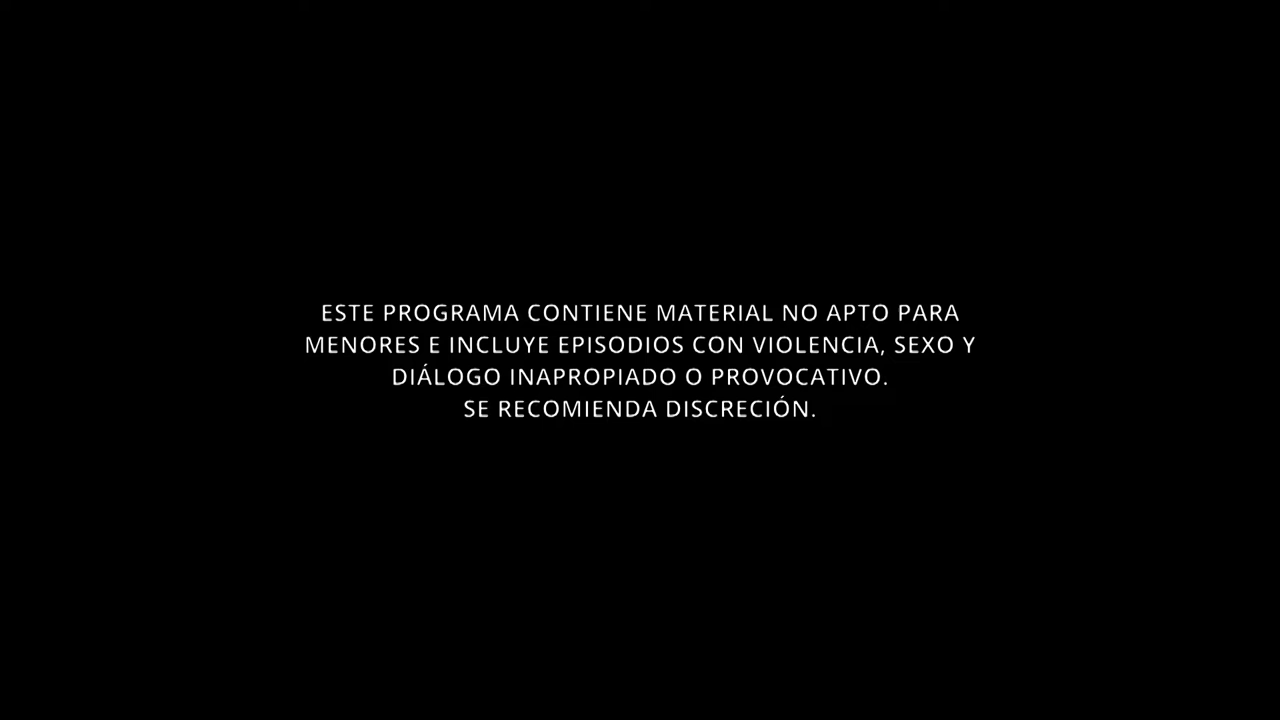 ESTE PROGRAMA CONTIENE MATERIAL NO APTO PARA
MENORES E INCLUYE EPISODIOS CON VIOLENCIA, SEXO Y
DIÁLOGO INAPROPIADO O PROVOCATIVO.
SE RECOMIENDA DISCRECIÓN.